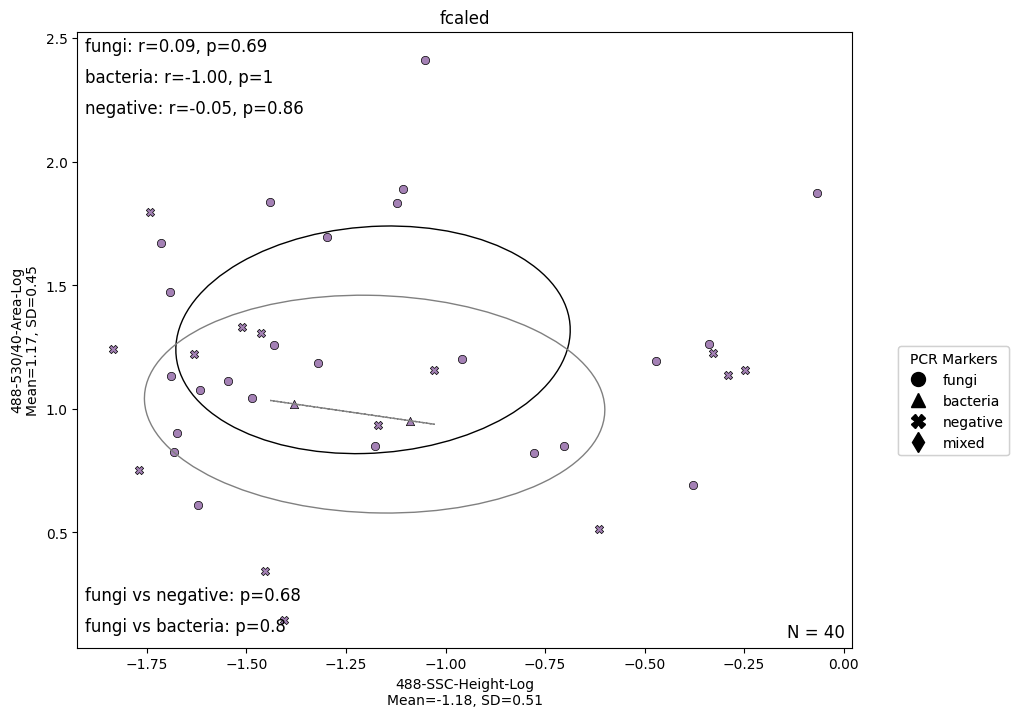 fcaled
fungi: r=0.09, p=0.69
bacteria: r=-1.00, p=1
negative: r=-0.05, p=0.86
2.5
2.0
1.5
1.0
0.5
488-530/40-Area-Log
Mean=1.17, SD=0.45
PCR Markers
fungi
bacteria
negative
mixed
fungi vs negative: p=0.68
fungi vs bacteria: p=0.8
N = 40
−1.75 −1.50 −1.25 −1.00 −0.75 −0.50 −0.25 0.00
488-SSC-Height-Log
Mean=-1.18, SD=0.51